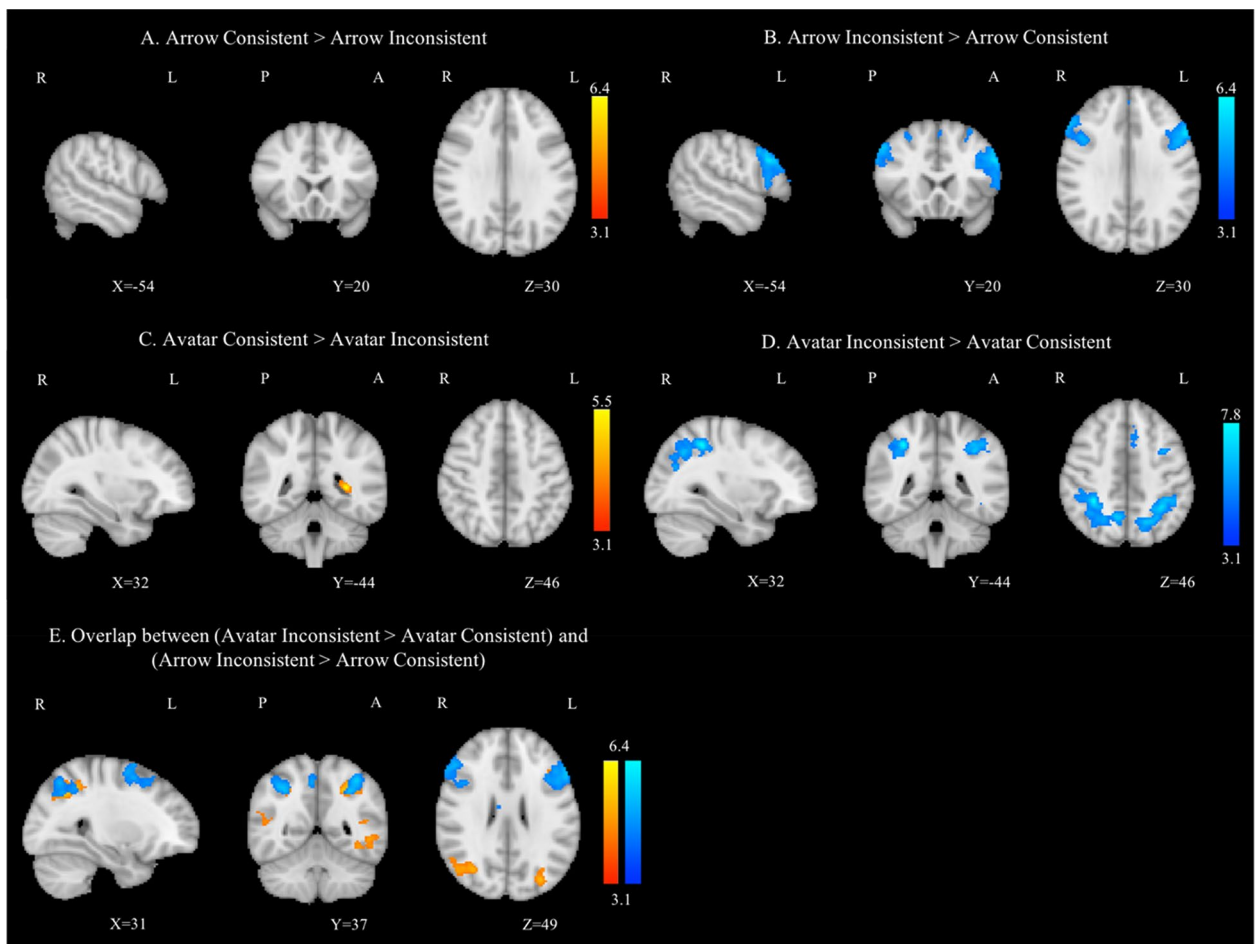 A. Arrow Consistent > Arrow Inconsistent
R L P A R L
6.4
3.1
X=-54 Y=20 Z=30
B. Arrow Inconsistent > Arrow Consistent
R L P A R L
6.4
3.1
X=-54 Y=20 Z=30
C. Avatar Consistent > Avatar Inconsistent
R L P A R L
5.5
3.1
X=32 Y=-44 Z=46
D. Avatar Inconsistent > Avatar Consistent
R L P A R L
7.8
3.1
X=32 Y=-44 Z=46
E. Overlap between (Avatar Inconsistent > Avatar Consistent) and
(Arrow Inconsistent > Arrow Consistent)
R L P A R L
6.4
3.1
X=31 Y=37 Z=49